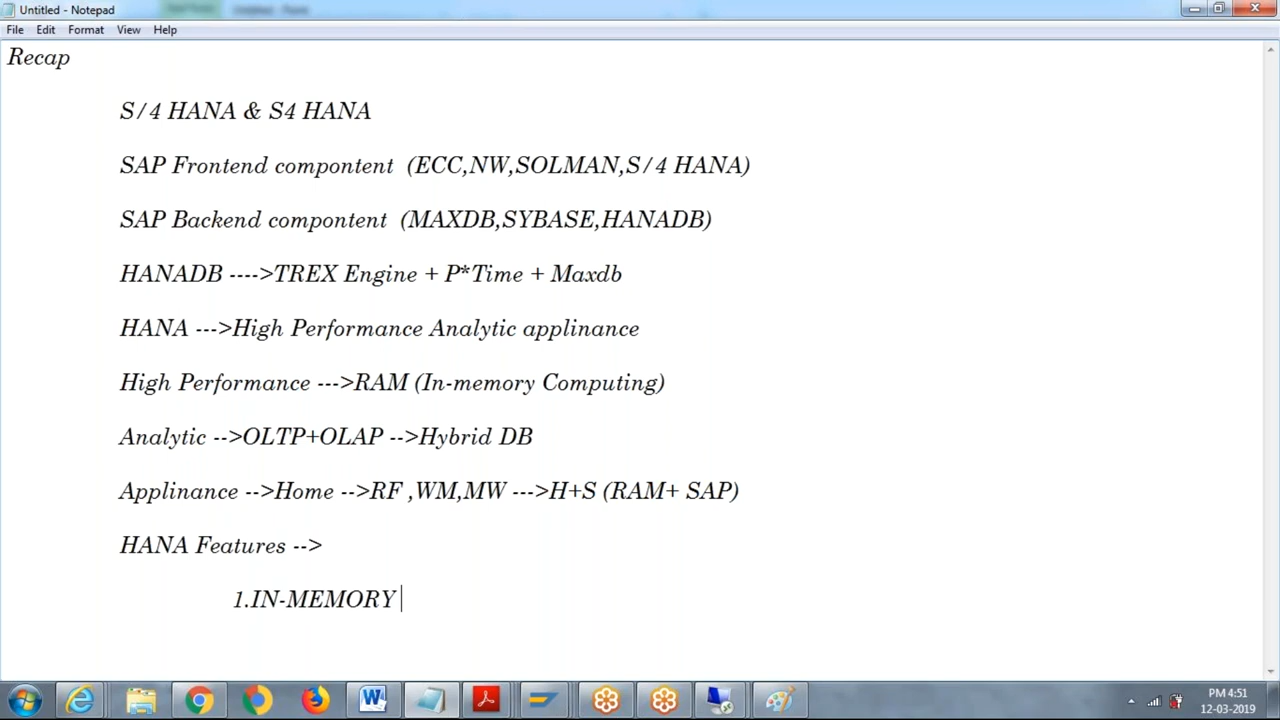 Untitled - Notepad
File Edit Format View Help
Recap
S/4 HANA & S4 HANA
SAP Frontend compontent (ECC,NW,SOLMAN,S/4 HANA)
SAP Backend compontent (MAXDB,SYBASE,HANADB)
HANADB ---->TREX Engine + P*Time + Maxdb
HANA --->High Performance Analytic applinance
High Performance --->RAM (In-memory Computing)
Analytic -->OLTP+OLAP -->Hybrid DB
Applinance -->Home -->RF ,WM,MW --->H+S (RAM+ SAP)
HANA Features -->
1.IN-MEMORY
PM 4:51
12-03-2019